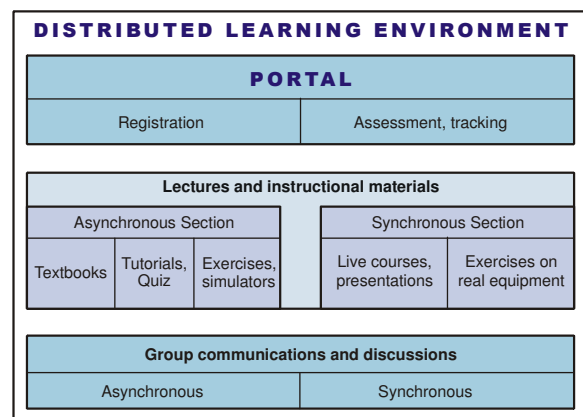 DISTRIBUTED LEARNING ENVIRONMENT
PORTAL
Registration
Assessment, tracking
Lectures and instructional materials
Asynchronous Section
Synchronous Section
Textbooks
Tutorials,
Quiz
Exercises,
simulators
Live courses,
presentations
Exercises on
real equipment
Group communications and discussions
Asynchronous
Synchronous